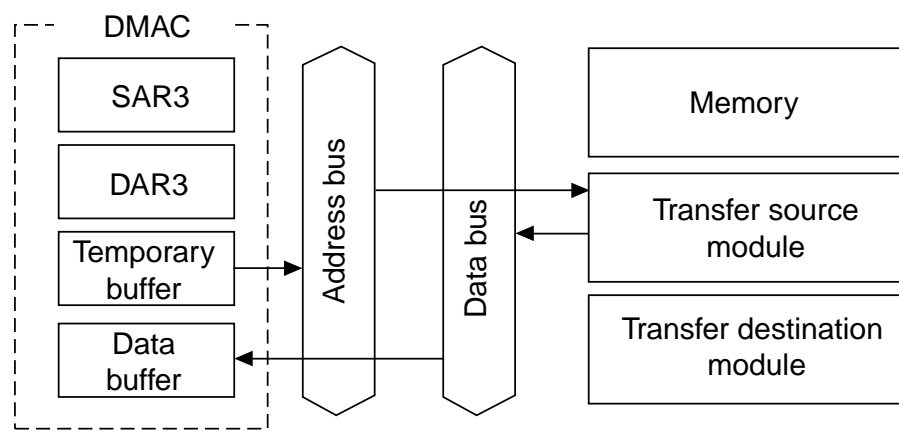 DMAC
SAR3
DAR3
Temporary
buffer
Data
buffer
Address bus
Data bus
Memory
Transfer source
module
Transfer destination
module